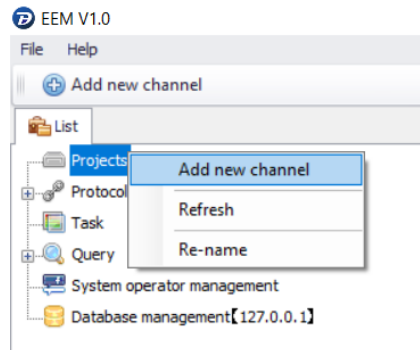 EEM V1.0
File Help
Add new channel
List
Projects
Add new channel
Protocol
Refresh
Task
Re-name
Query
System operator management
Database management【127.0.0.1】